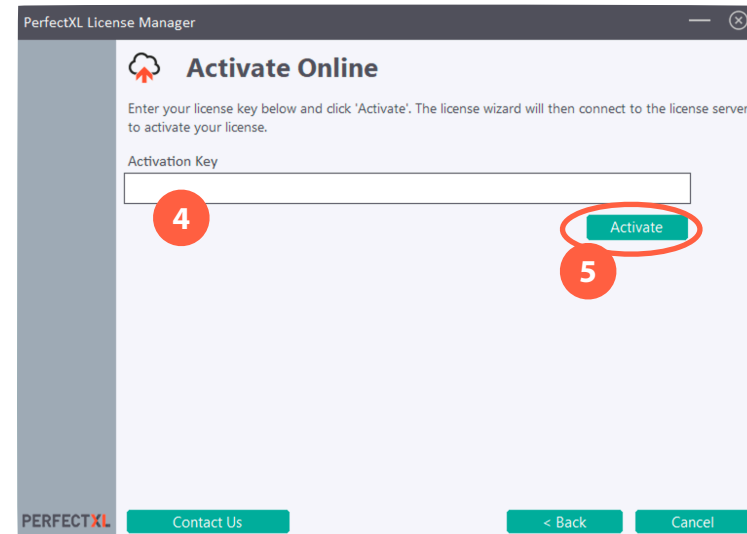 PerfectXL License Manager
Activate Online
Enter your license key below and click 'Activate'. The license wizard will then connect to the license server
to activate your license.
Activation Key
4
Activate
5
PERFECTXL
Contact Us
< Back
Cancel